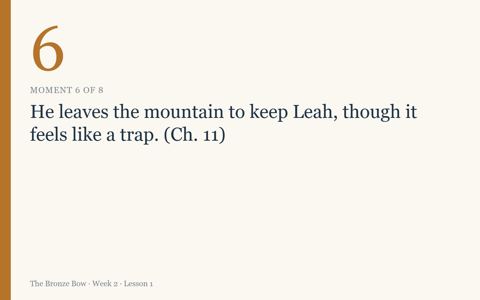 6
MOMENT 6 OF 8
He leaves the mountain to keep Leah, though it
feels like a trap. (Ch. 11)
The Bronze Bow · Week 2 · Lesson 1